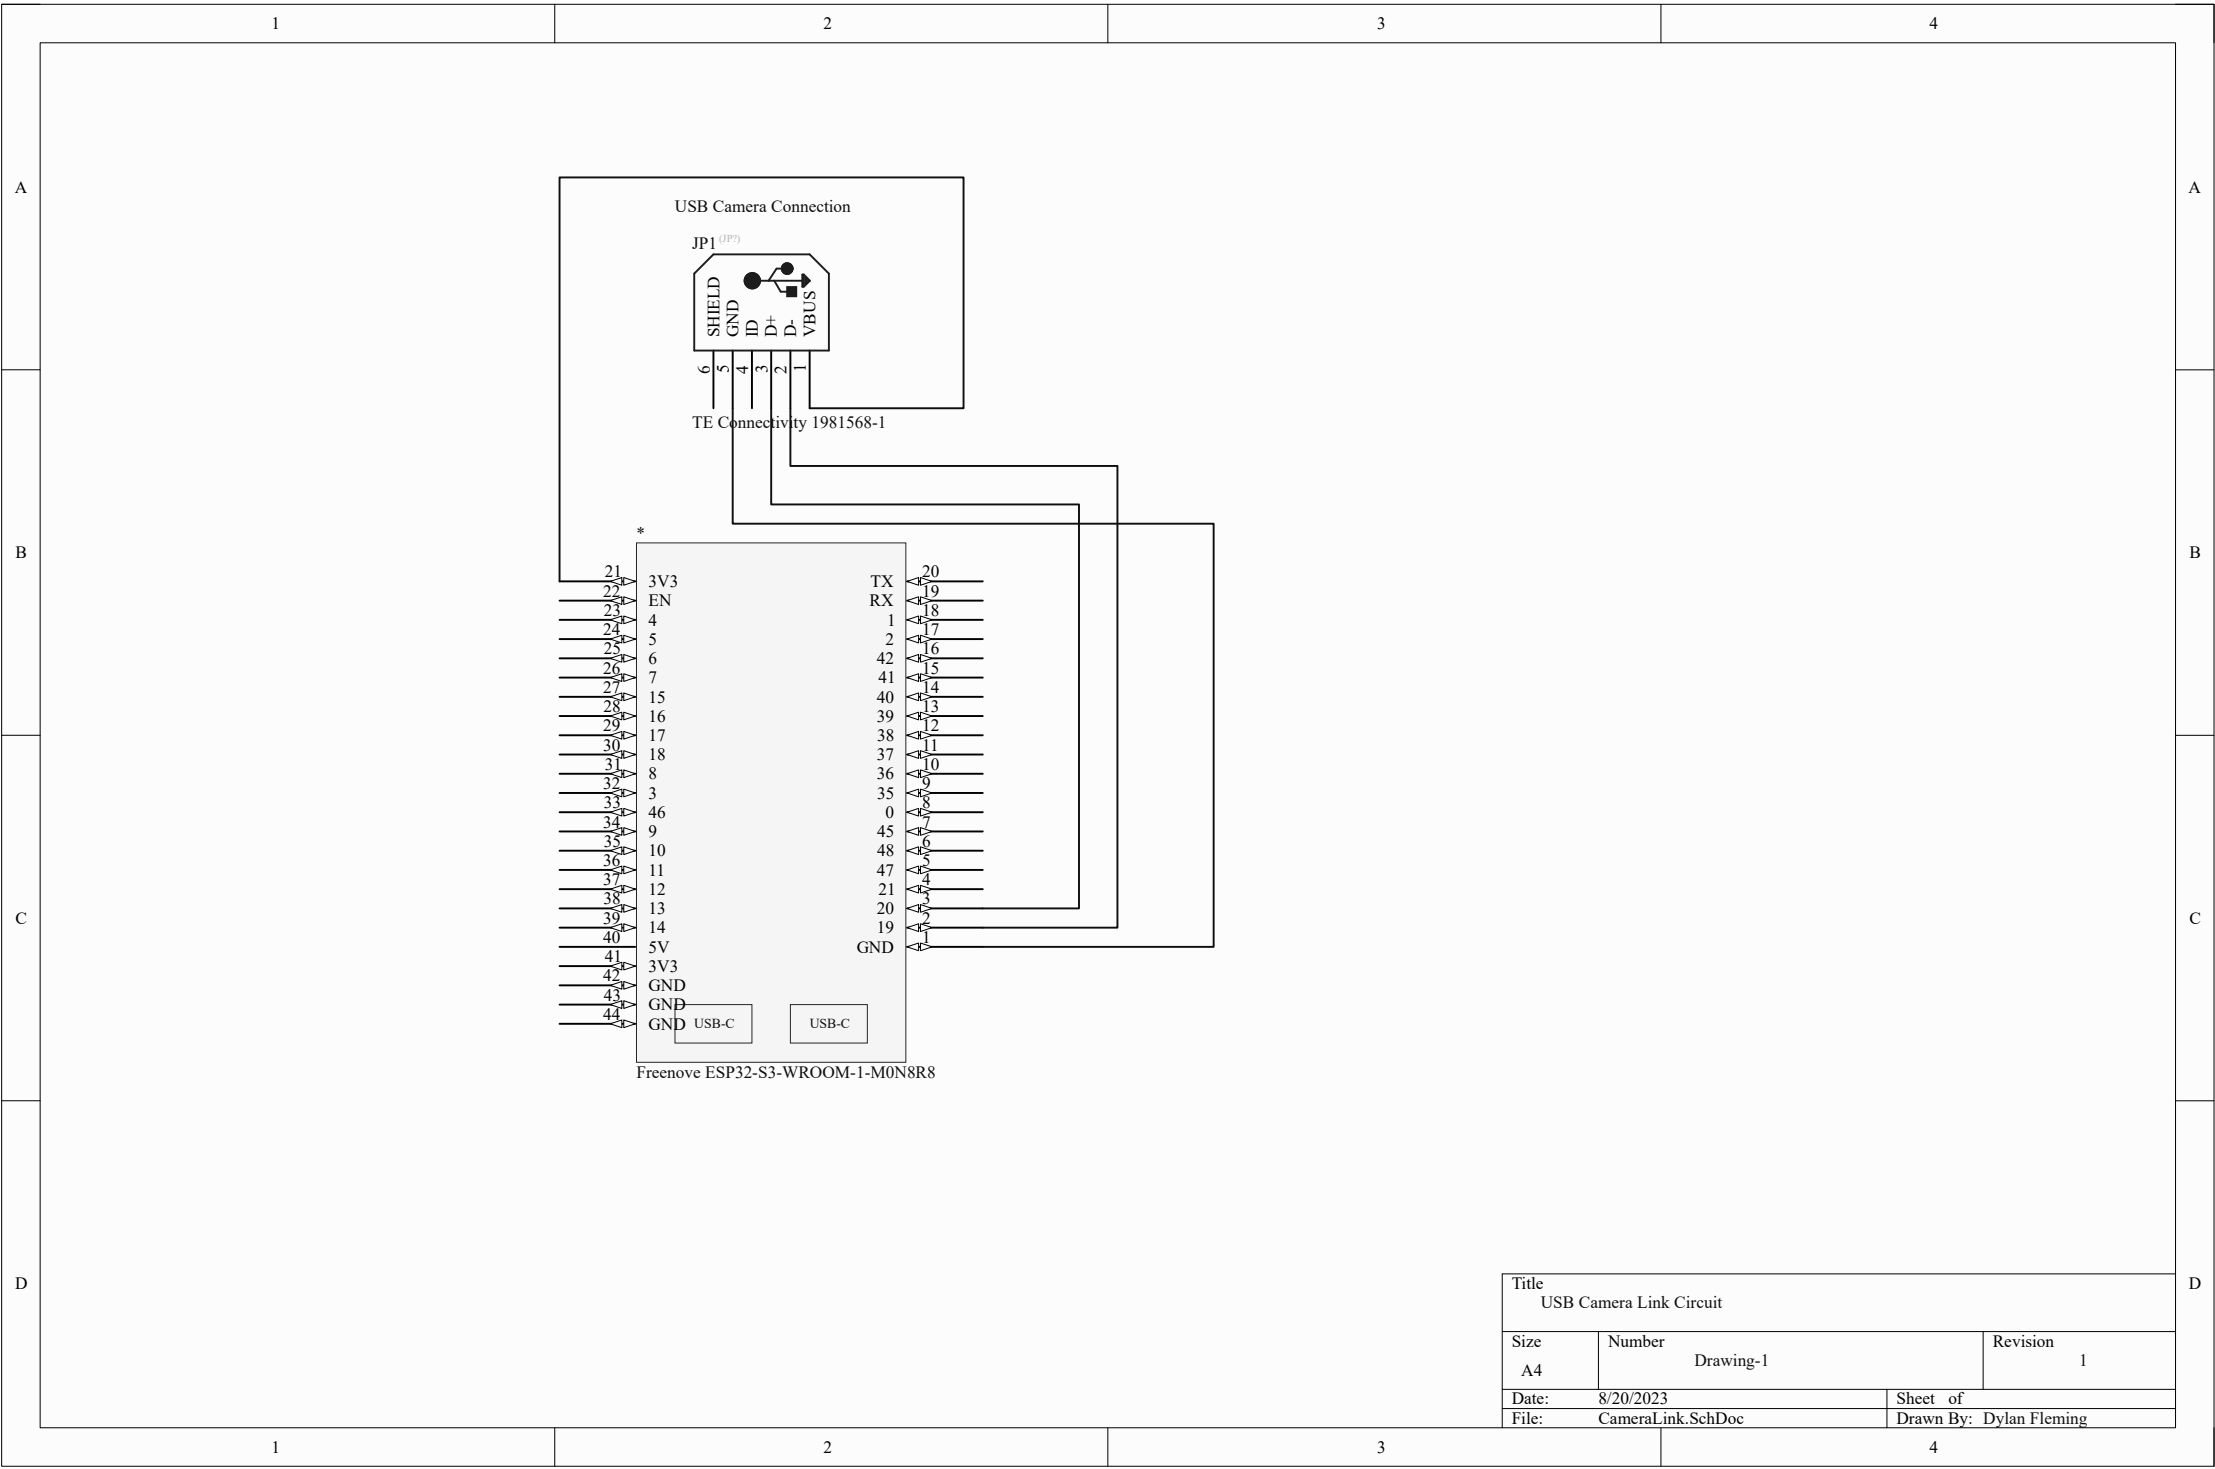 1 2 3 4
A A
USB Camera Connection
JP1 (JP?)
SHIELD
GND
ID
D+
D-
VBUS
6 5 4 3 2 1
TE Connectivity 1981568-1
B B
*
21 3V3 TX 20
22 EN RX 19
23 4 1 18
24 5 2 17
25 6 42 16
26 7 41 15
27 15 40 14
28 16 39 13
29 17 38 12
30 18 37 11
31 8 36 10
32 3 35 9
33 46 0 8
34 9 45 7
35 10 48 6
36 11 47 5
37 12 21 4
38 13 20 3
39 14 19 2
40 5V GND 1
41 3V3
42 GND
43 GND
44 GND USB-C USB-C
Freenove ESP32-S3-WROOM-1-M0N8R8
C C
D D
Title
USB Camera Link Circuit
Size Number Revision
A4 Drawing-1 1
Date: 8/20/2023 Sheet of
File: CameraLink.SchDoc Drawn By: Dylan Fleming
1 2 3 4